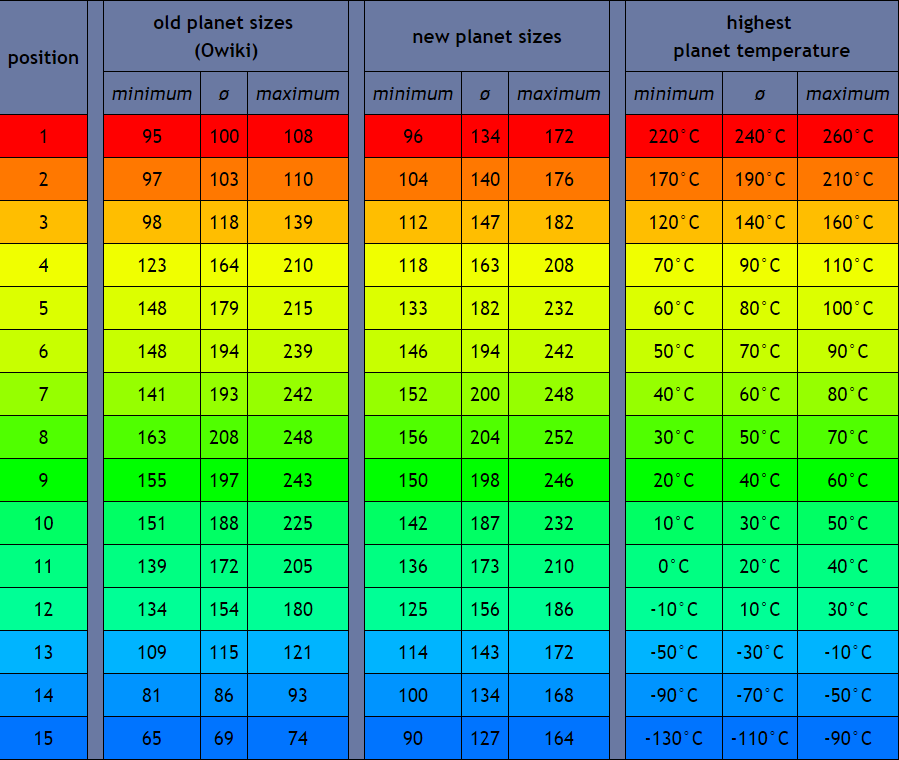 position
old planet sizes
(Owiki)
new planet sizes
highest
planet temperature
minimum ø maximum minimum ø maximum minimum ø maximum
1 95 100 108 96 134 172 220°C 240°C 260°C
2 97 103 110 104 140 176 170°C 190°C 210°C
3 98 118 139 112 147 182 120°C 140°C 160°C
4 123 164 210 118 163 208 70°C 90°C 110°C
5 148 179 215 133 182 232 60°C 80°C 100°C
6 148 194 239 146 194 242 50°C 70°C 90°C
7 141 193 242 152 200 248 40°C 60°C 80°C
8 163 208 248 156 204 252 30°C 50°C 70°C
9 155 197 243 150 198 246 20°C 40°C 60°C
10 151 188 225 142 187 232 10°C 30°C 50°C
11 139 172 205 136 173 210 0°C 20°C 40°C
12 134 154 180 125 156 186 -10°C 10°C 30°C
13 109 115 121 114 143 172 -50°C -30°C -10°C
14 81 86 93 100 134 168 -90°C -70°C -50°C
15 65 69 74 90 127 164 -130°C -110°C -90°C